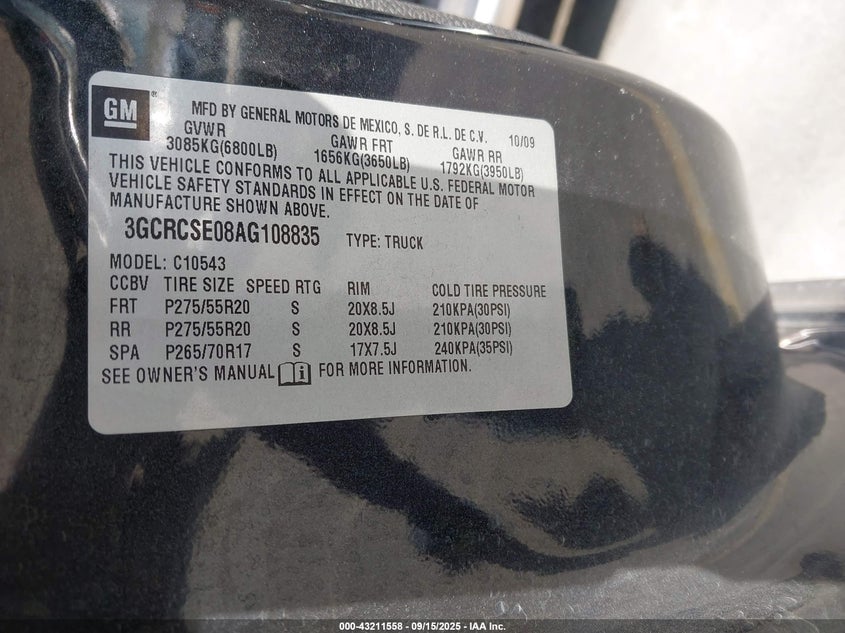 GM ® MFD BY GENERAL MOTORS DE MEXICO, S. DE R.L. DE C.V. 10/09
GVWR GAWR FRT GAWR RR
3085KG(6800LB) 1656KG(3650LB) 1792KG(3950LB)
THIS VEHICLE CONFORMS TO ALL APPLICABLE U.S. FEDERAL MOTOR
VEHICLE SAFETY STANDARDS IN EFFECT ON THE DATE OF
MANUFACTURE SHOWN ABOVE.
3GCRCSE08AG108835 TYPE: TRUCK
MODEL: C10543
CCBV TIRE SIZE SPEED RTG RIM COLD TIRE PRESSURE
FRT P275/55R20 S 20X8.5J 210KPA(30PSI)
RR P275/55R20 S 20X8.5J 210KPA(30PSI)
SPA P265/70R17 S 17X7.5J 240KPA(35PSI)
SEE OWNER'S MANUAL FOR MORE INFORMATION.
000-43211558 - 09/15/2025 - IAA Inc.